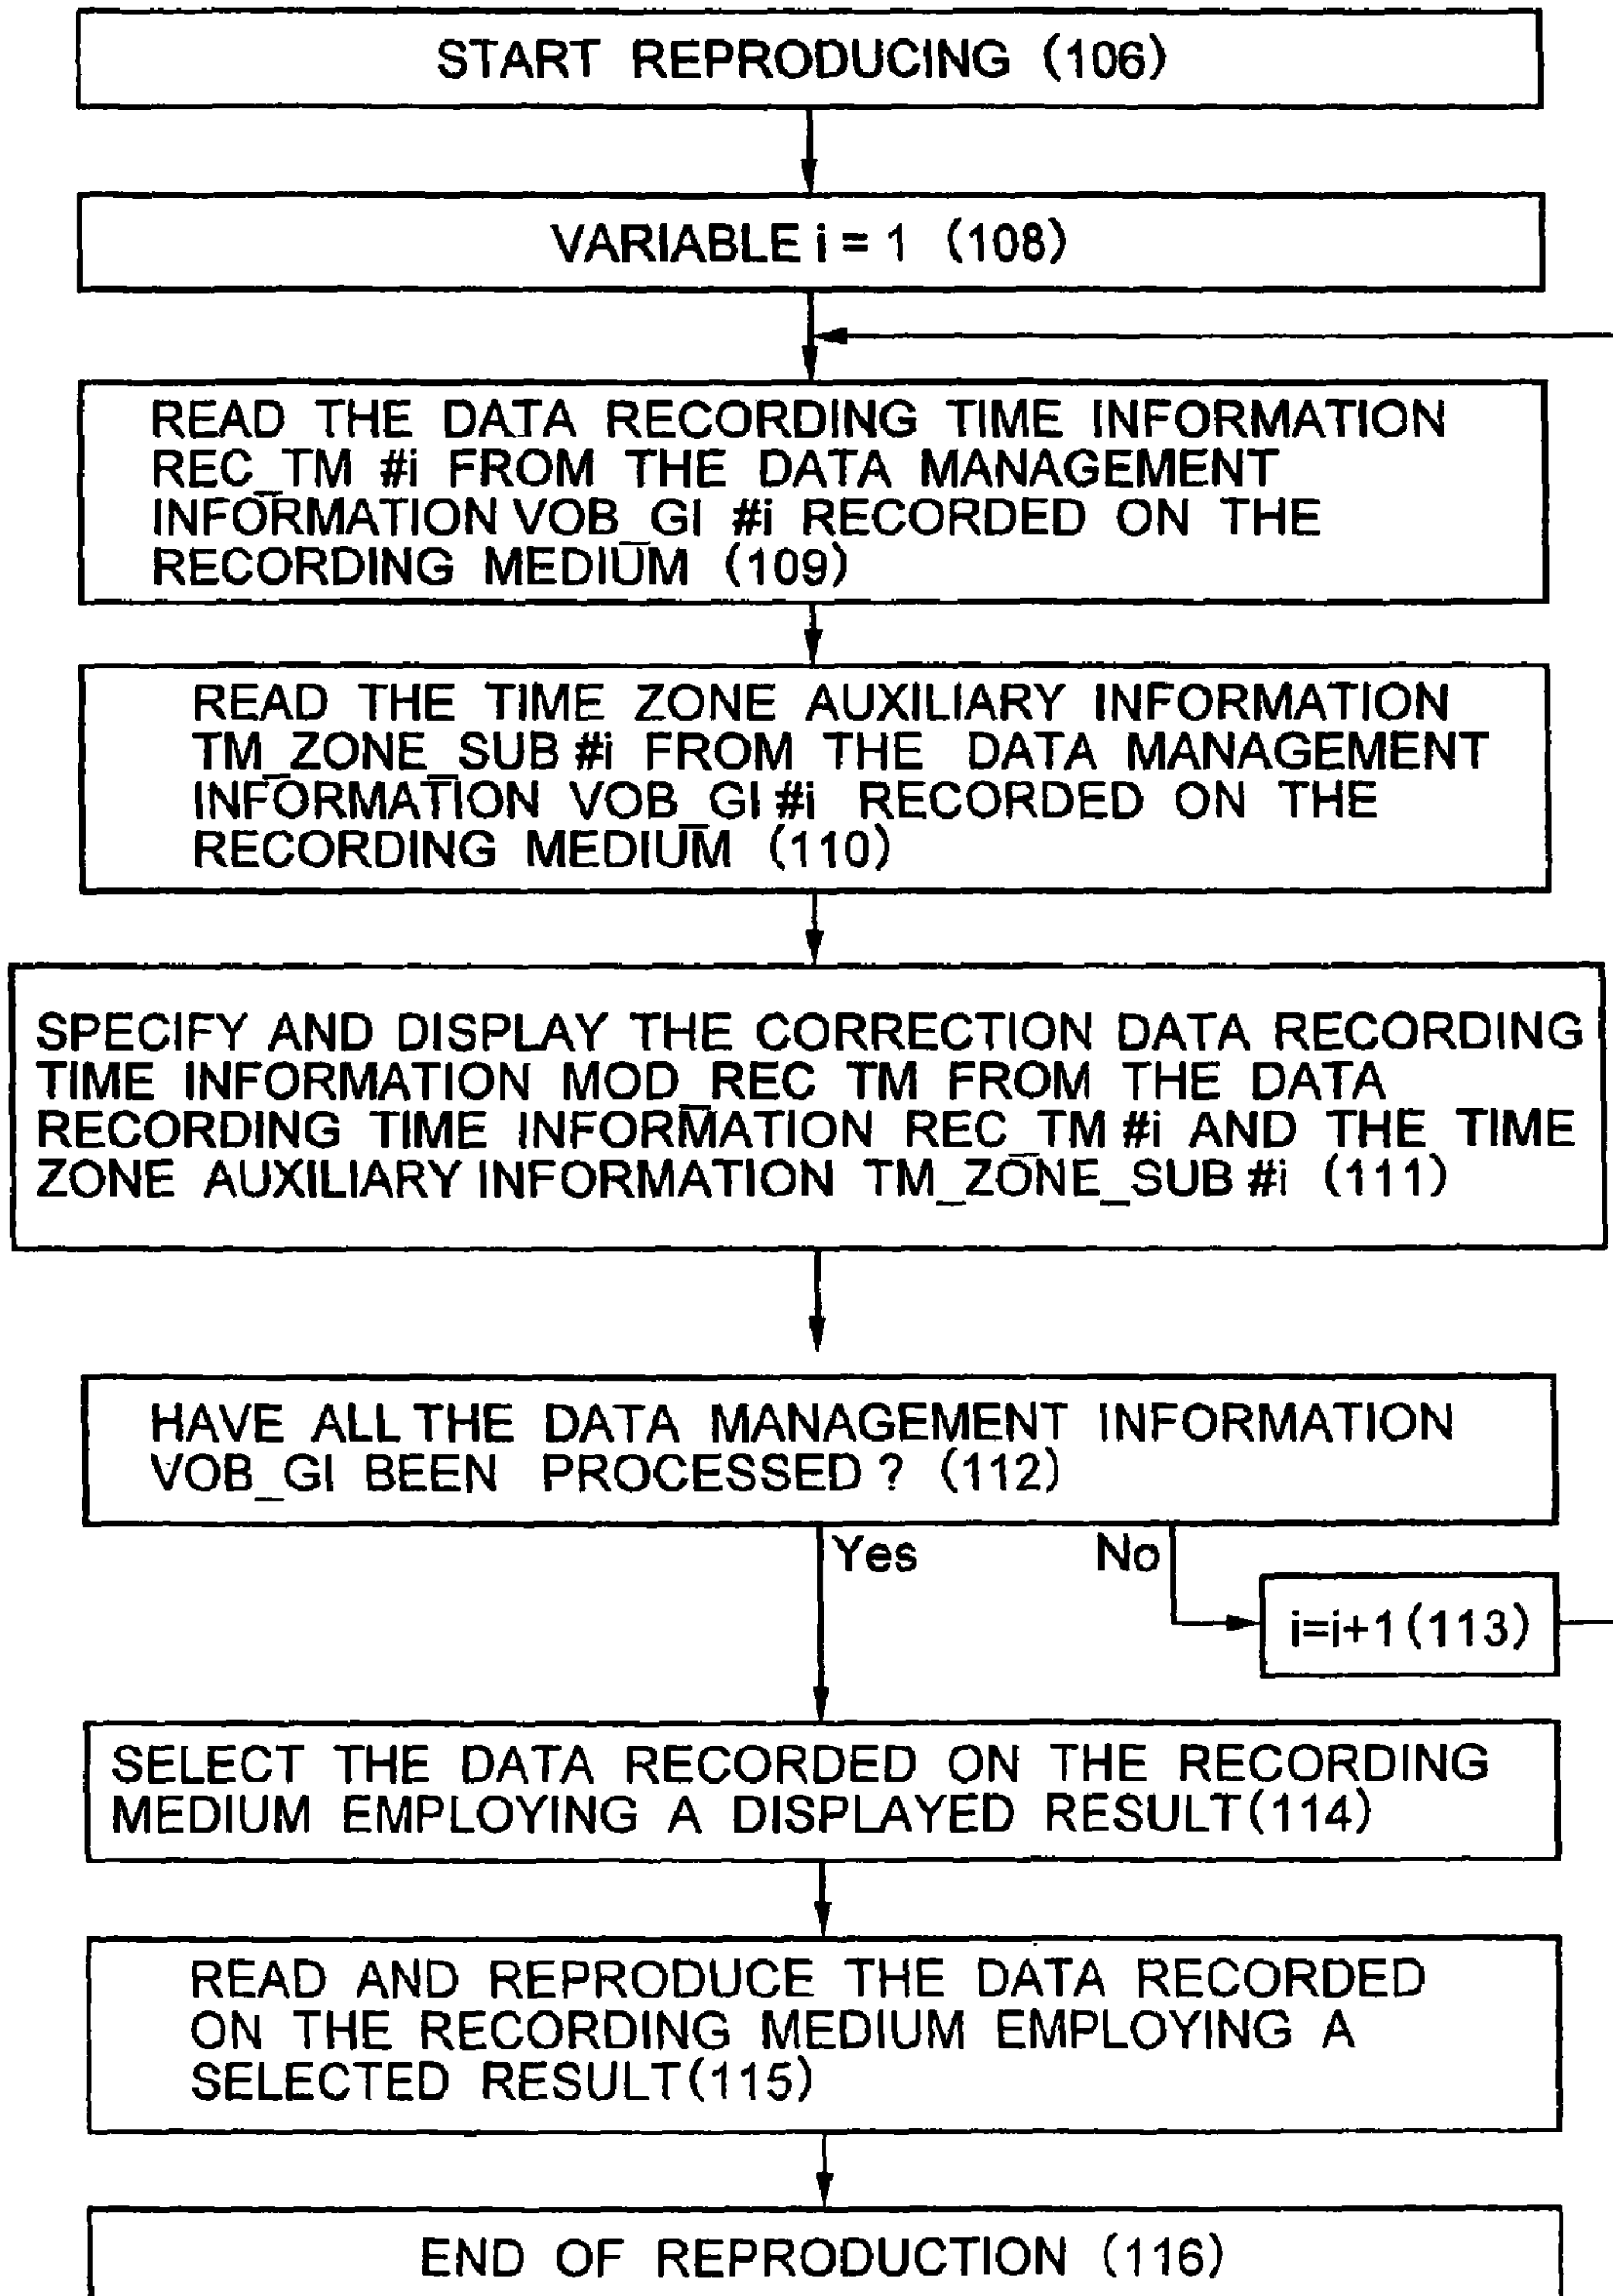 START REPRODUCING (106)
VARIABLE i = 1 (108)
READ THE DATA RECORDING TIME INFORMATION
REC_TM #i FROM THE DATA MANAGEMENT
INFORMATION VOB_GI #i RECORDED ON THE
RECORDING MEDIUM (109)
READ THE TIME ZONE AUXILIARY INFORMATION
TM_ZONE_SUB #i FROM THE DATA MANAGEMENT
INFORMATION VOB_GI #i RECORDED ON THE
RECORDING MEDIUM (110)
SPECIFY AND DISPLAY THE CORRECTION DATA RECORDING
TIME INFORMATION MOD_REC TM FROM THE DATA
RECORDING TIME INFORMATION REC_TM #i AND THE TIME
ZONE AUXILIARY INFORMATION TM_ZONE_SUB #i (111)
HAVE ALL THE DATA MANAGEMENT INFORMATION
VOB_GI BEEN PROCESSED ? (112)
Yes No
i=i+1(113)
SELECT THE DATA RECORDED ON THE RECORDING
MEDIUM EMPLOYING A DISPLAYED RESULT(114)
READ AND REPRODUCE THE DATA RECORDED
ON THE RECORDING MEDIUM EMPLOYING A
SELECTED RESULT(115)
END OF REPRODUCTION (116)